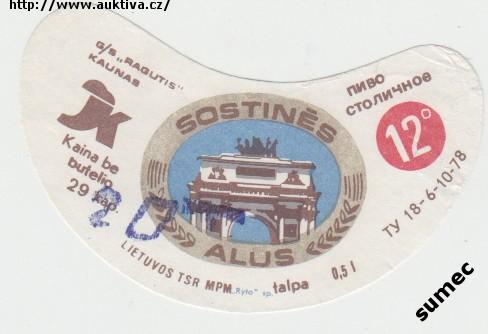 http://www.auktiva.cz/
G/S „RAGUTIS"
KAUNAS
Kaina be
butelio
29 kap.
20
SOSTINĖS
ALUS
ПИВО
СТОЛИЧНОЕ
12°
ТУ 18-6-10-78
LIETUVOS TSR MPM „Ryto" sp. talpa 0,5 l
sumec